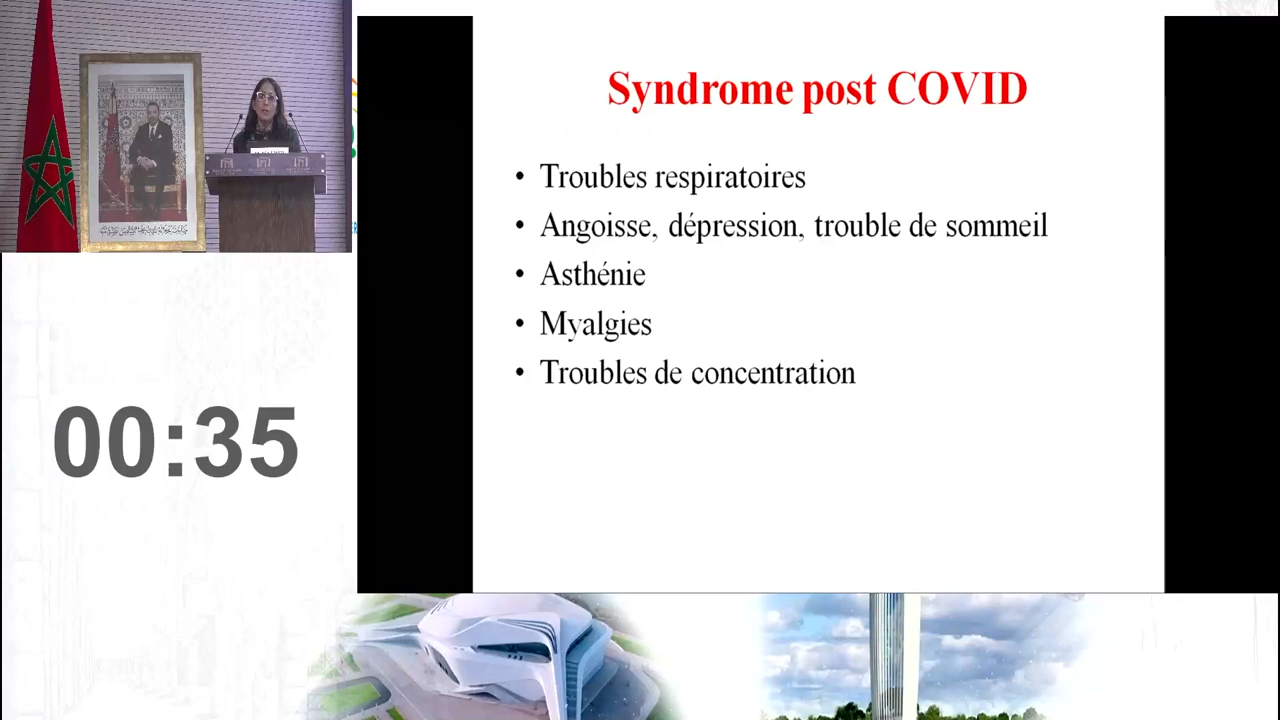 Syndrome post COVID
• Troubles respiratoires
• Angoisse, dépression, trouble de sommeil
• Asthénie
• Myalgies
• Troubles de concentration
00:35